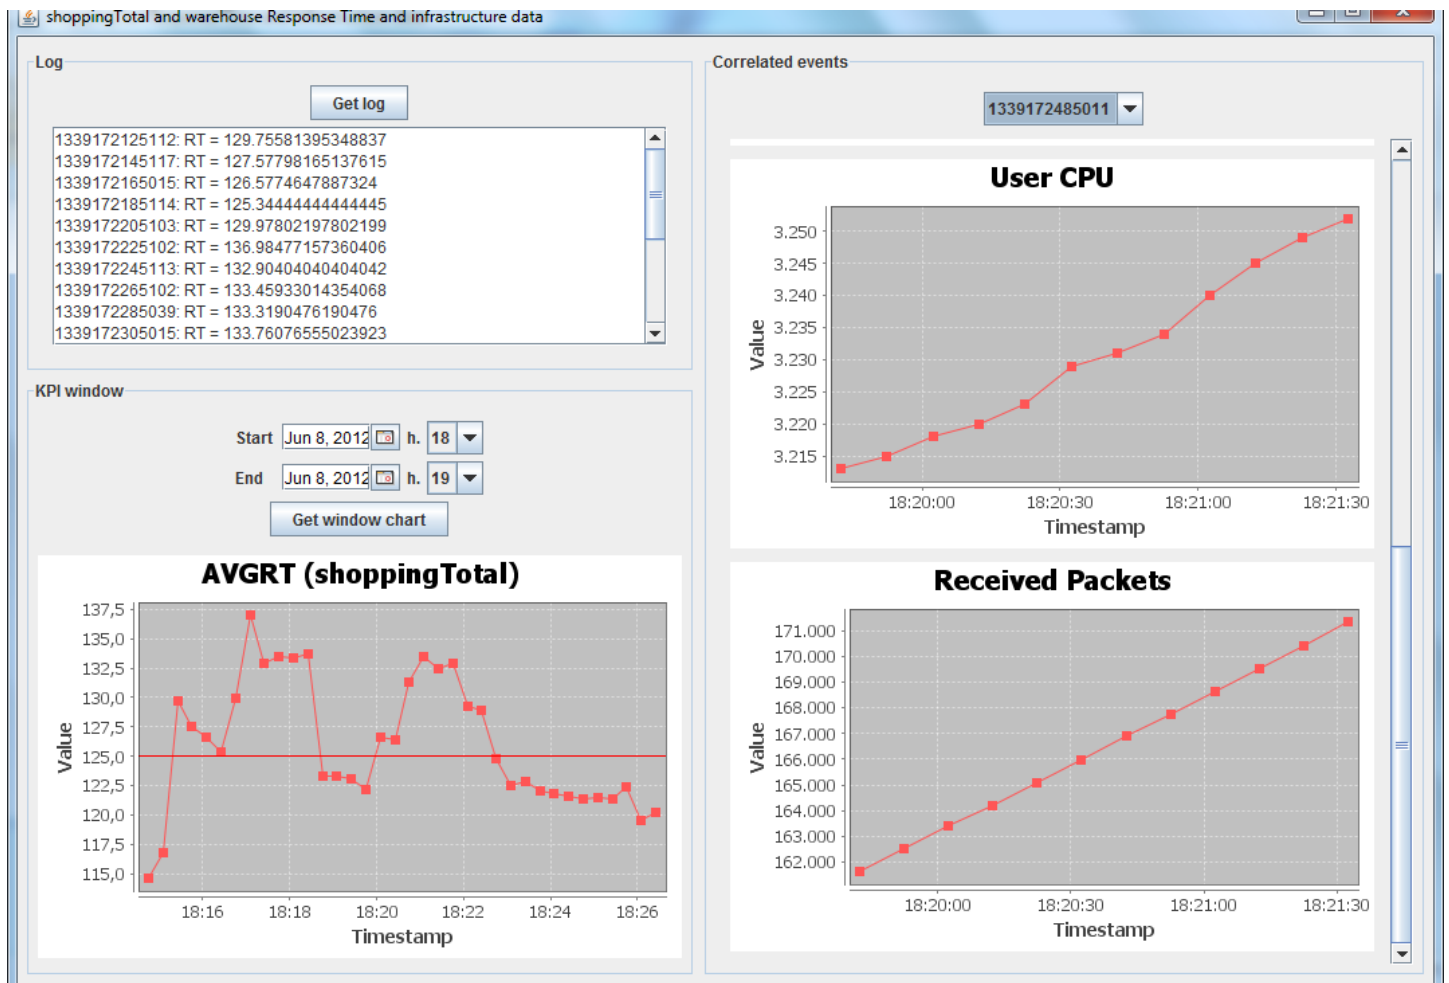 shoppingTotal and warehouse Response Time and infrastructure data
Log
Get log
1339172125112: RT = 129.75581395348837
1339172145117: RT = 127.57798165137615
1339172165015: RT = 126.5774647887324
1339172185114: RT = 125.34444444444445
1339172205103: RT = 129.97802197802199
1339172225102: RT = 136.98477157360406
1339172245113: RT = 132.90404040404042
1339172265102: RT = 133.45933014354068
1339172285039: RT = 133.3190476190476
1339172305015: RT = 133.76076555023923
KPI window
Start Jun 8, 2012 h. 18
End Jun 8, 2012 h. 19
Get window chart
AVGRT (shoppingTotal)
137,5
135,0
132,5
130,0
127,5
125,0
122,5
120,0
117,5
115,0
Value
18:16 18:18 18:20 18:22 18:24 18:26
Timestamp
Correlated events
1339172485011
User CPU
3.250
3.245
3.240
3.235
3.230
3.225
3.220
3.215
Value
18:20:00 18:20:30 18:21:00 18:21:30
Timestamp
Received Packets
171.000
170.000
169.000
168.000
167.000
166.000
165.000
164.000
163.000
162.000
Value
18:20:00 18:20:30 18:21:00 18:21:30
Timestamp